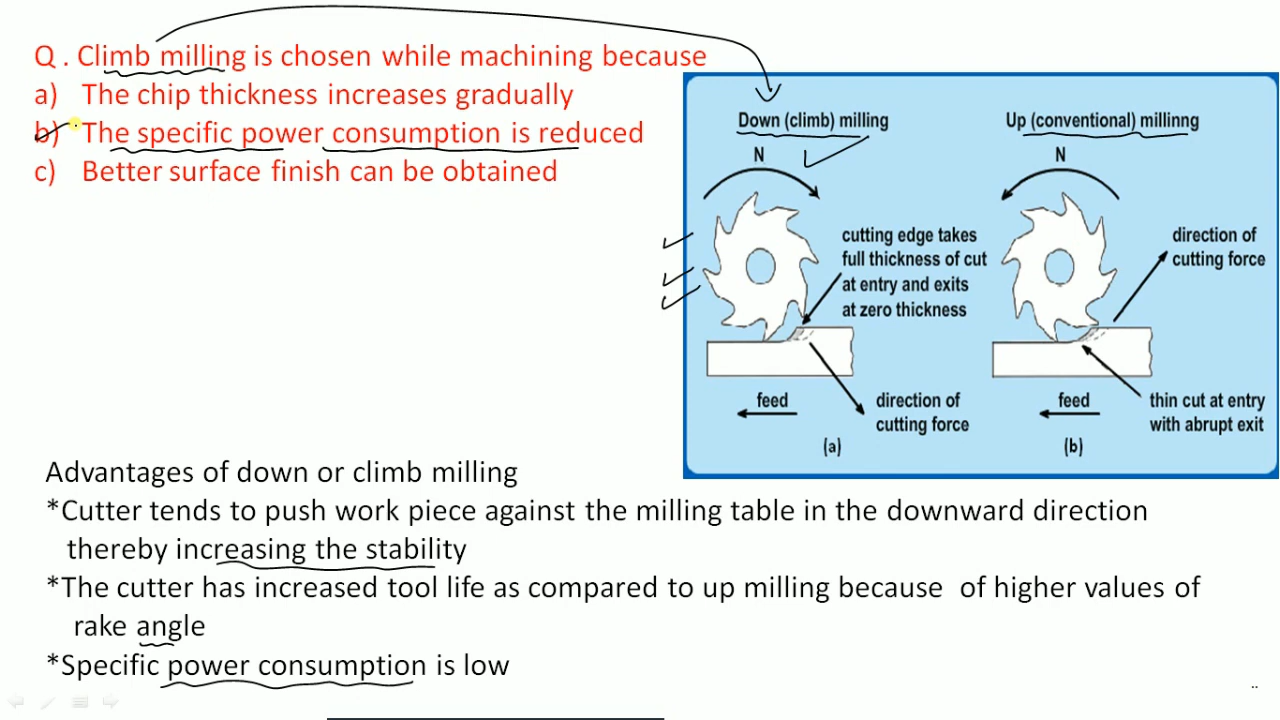 Q . Climb milling is chosen while machining because
a) The chip thickness increases gradually
b) The specific power consumption is reduced
c) Better surface finish can be obtained
Down (climb) milling
N
cutting edge takes
full thickness of cut
at entry and exits
at zero thickness
feed
direction of
cutting force
(a)
Up (conventional) millinng
N
direction of
cutting force
feed
thin cut at entry
with abrupt exit
(b)
Advantages of down or climb milling
*Cutter tends to push work piece against the milling table in the downward direction
thereby increasing the stability
*The cutter has increased tool life as compared to up milling because of higher values of
rake angle
*Specific power consumption is low